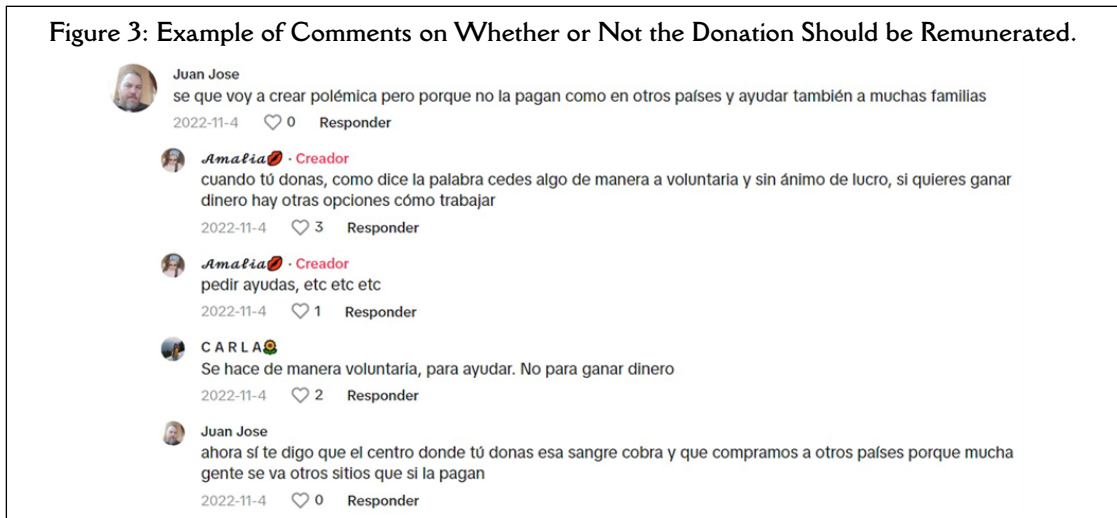 Figure 3: Example of Comments on Whether or Not the Donation Should be Remunerated.
Juan Jose
se que voy a crear polémica pero porque no la pagan como en otros países y ayudar también a muchas familias
2022-11-4 0 Responder
Amalia💋 · Creador
cuando tú donas, como dice la palabra cedes algo de manera a voluntaria y sin ánimo de lucro, si quieres ganar
dinero hay otras opciones cómo trabajar
2022-11-4 3 Responder
Amalia💋 · Creador
pedir ayudas, etc etc etc
2022-11-4 1 Responder
C A R L A🌻
Se hace de manera voluntaria, para ayudar. No para ganar dinero
2022-11-4 2 Responder
Juan Jose
ahora sí te digo que el centro donde tú donas esa sangre cobra y que compramos a otros países porque mucha
gente se va otros sitios que si la pagan
2022-11-4 0 Responder